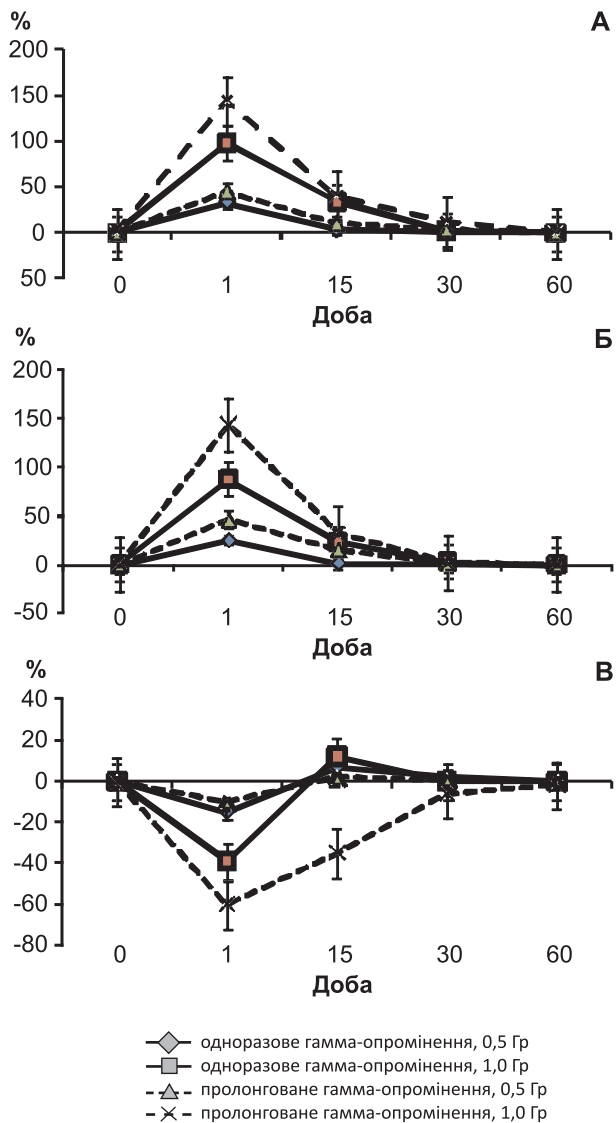 % А
200
150
100
50
0
50
0 1 15 30 60
Доба
% Б
200
150
100
50
0
-50
0 1 15 30 60
Доба
% В
40
20
0
-20
-40
-60
-80
0 1 15 30 60
Доба
одноразове гамма-опромінення, 0,5 Гр
одноразове гамма-опромінення, 1,0 Гр
пролонговане гамма-опромінення, 0,5 Гр
пролонговане гамма-опромінення, 1,0 Гр